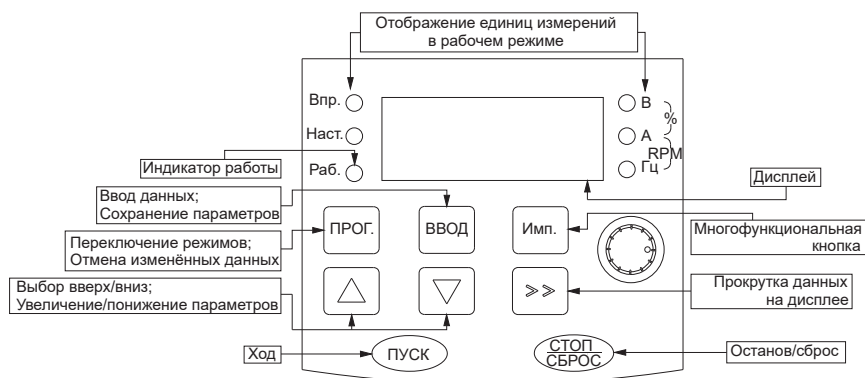 Отображение единиц измерений
в рабочем режиме
Впр.
В
%
Наст.
А
RPM
Индикатор работы
Раб.
Гц
Дисплей
Ввод данных;
Сохранение параметров
ПРОГ.
ВВОД
Имп.
Многофункциональная
кнопка
Переключение режимов;
Отмена изменённых данных
Выбор вверх/вниз;
Увеличение/понижение параметров
>>
Прокрутка данных
на дисплее
Ход
ПУСК
СТОП
СБРОС
Останов/сброс